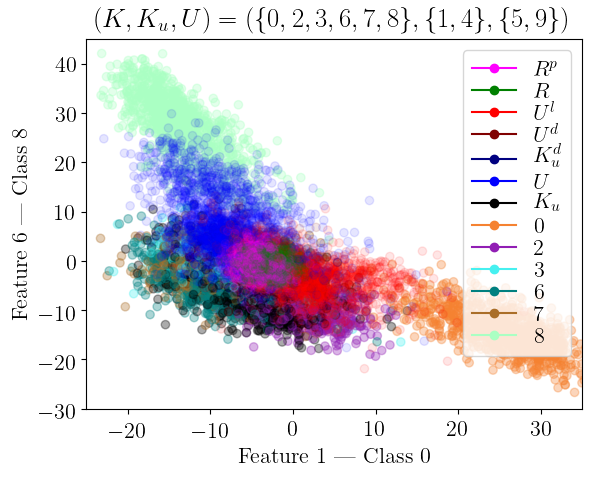 (K, K_u, U) = ({0, 2, 3, 6, 7, 8}, {1, 4}, {5, 9})
40
30
20
10
0
−10
−20
−30
Feature 6 — Class 8
R^p
R
U^l
U^d
K_u^d
U
K_u
0
2
3
6
7
8
−20
−10
0
10
20
30
Feature 1 — Class 0